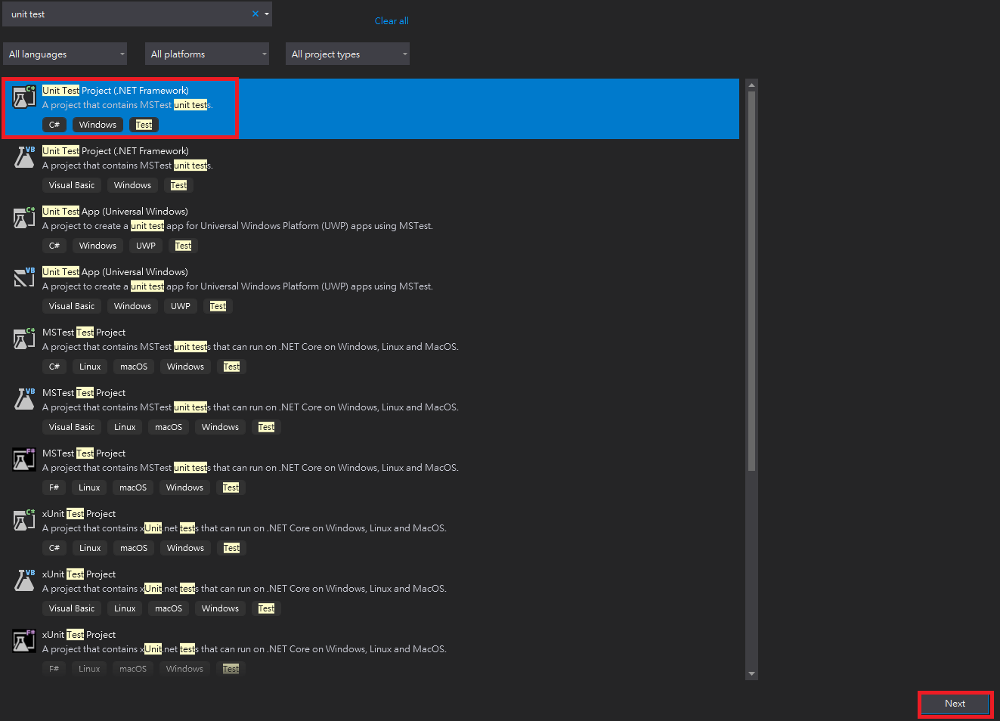 unit test
Clear all
All languages
All platforms
All project types
C#
Unit Test Project (.NET Framework)
A project that contains MSTest unit tests.
C# Windows Test
VB
Unit Test Project (.NET Framework)
A project that contains MSTest unit tests.
Visual Basic Windows Test
C#
Unit Test App (Universal Windows)
A project to create a unit test app for Universal Windows Platform (UWP) apps using MSTest.
C# Windows UWP Test
VB
Unit Test App (Universal Windows)
A project to create a unit test app for Universal Windows Platform (UWP) apps using MSTest.
Visual Basic Windows UWP Test
C#
MSTest Test Project
A project that contains MSTest unit tests that can run on .NET Core on Windows, Linux and MacOS.
C# Linux macOS Windows Test
VB
MSTest Test Project
A project that contains MSTest unit tests that can run on .NET Core on Windows, Linux and MacOS.
Visual Basic Linux macOS Windows Test
F#
MSTest Test Project
A project that contains MSTest unit tests that can run on .NET Core on Windows, Linux and MacOS.
F# Linux macOS Windows Test
C#
xUnit Test Project
A project that contains xUnit.net tests that can run on .NET Core on Windows, Linux and MacOS.
C# Linux macOS Windows Test
VB
xUnit Test Project
A project that contains xUnit.net tests that can run on .NET Core on Windows, Linux and MacOS.
Visual Basic Linux macOS Windows Test
F#
xUnit Test Project
A project that contains xUnit.net tests that can run on .NET Core on Windows, Linux and MacOS.
F# Linux macOS Windows Test
Next